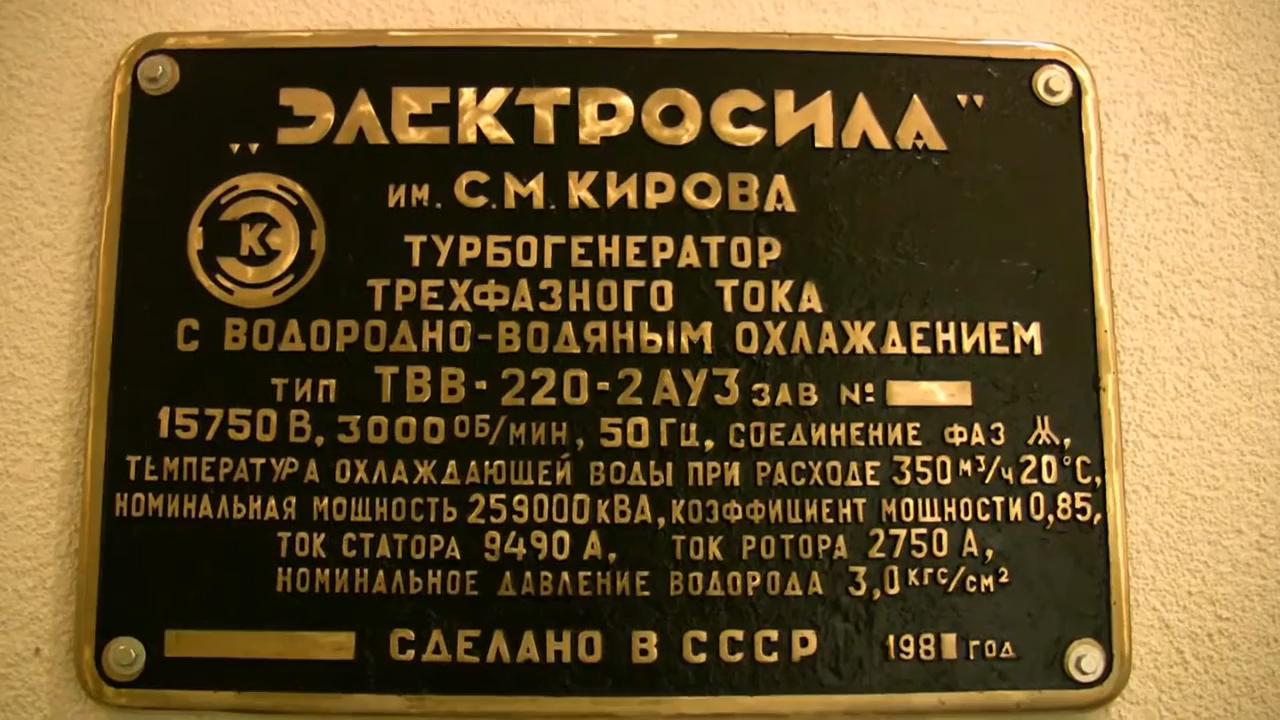 „ЭЛЕКТРОСИЛА"
им. С.М. КИРОВА
ЭК
ТУРБОГЕНЕРАТОР
ТРЕХФАЗНОГО ТОКА
С ВОДОРОДНО-ВОДЯНЫМ ОХЛАЖДЕНИЕМ
ТИП ТВВ-220-2АУ3 ЗАВ №:
15750 В, 3000 ОБ/МИН, 50 ГЦ, СОЕДИНЕНИЕ ФАЗ
ТЕМПЕРАТУРА ОХЛАЖДАЮЩЕЙ ВОДЫ ПРИ РАСХОДЕ 350 м³/ч 20°С,
НОМИНАЛЬНАЯ МОЩНОСТЬ 259000 кВА, КОЭФФИЦИЕНТ МОЩНОСТИ 0,85,
ТОК СТАТОРА 9490 А, ТОК РОТОРА 2750 А,
НОМИНАЛЬНОЕ ДАВЛЕНИЕ ВОДОРОДА 3,0 кгс/см²
СДЕЛАНО В СССР 198 год